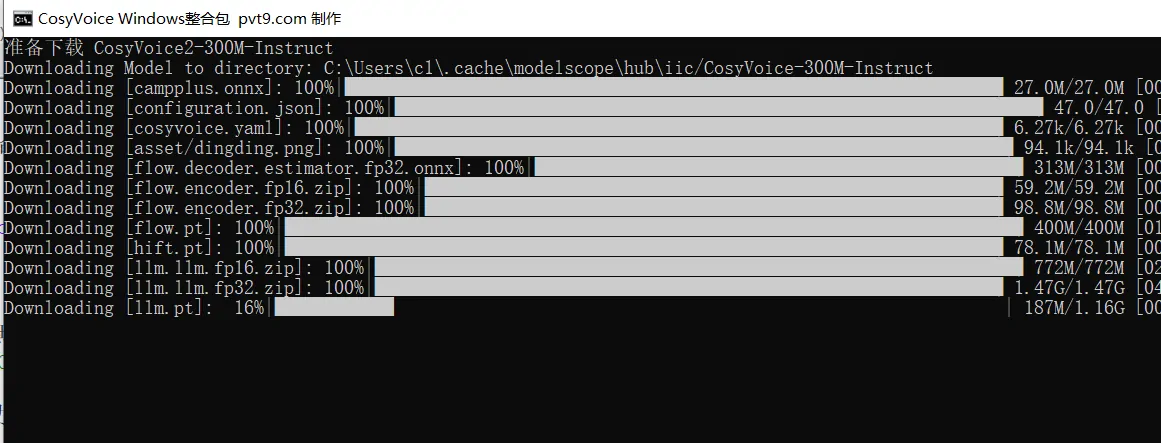 CosyVoice Windows整合包 pvt9.com 制作
准备下载 CosyVoice2-300M-Instruct
Downloading Model to directory: C:\Users\c1\.cache\modelscope\hub\iic/CosyVoice-300M-Instruct
Downloading [campplus.onnx]: 100%| 27.0M/27.0M [00
Downloading [configuration.json]: 100%| 47.0/47.0 [
Downloading [cosyvoice.yaml]: 100%| 6.27k/6.27k [00
Downloading [asset/dingding.png]: 100%| 94.1k/94.1k [0
Downloading [flow.decoder.estimator.fp32.onnx]: 100%| 313M/313M [00
Downloading [flow.encoder.fp16.zip]: 100%| 59.2M/59.2M [00
Downloading [flow.encoder.fp32.zip]: 100%| 98.8M/98.8M [00
Downloading [flow.pt]: 100%| 400M/400M [01
Downloading [hift.pt]: 100%| 78.1M/78.1M [00
Downloading [llm.llm.fp16.zip]: 100%| 772M/772M [02
Downloading [llm.llm.fp32.zip]: 100%| 1.47G/1.47G [04
Downloading [llm.pt]: 16%| | 187M/1.16G [00